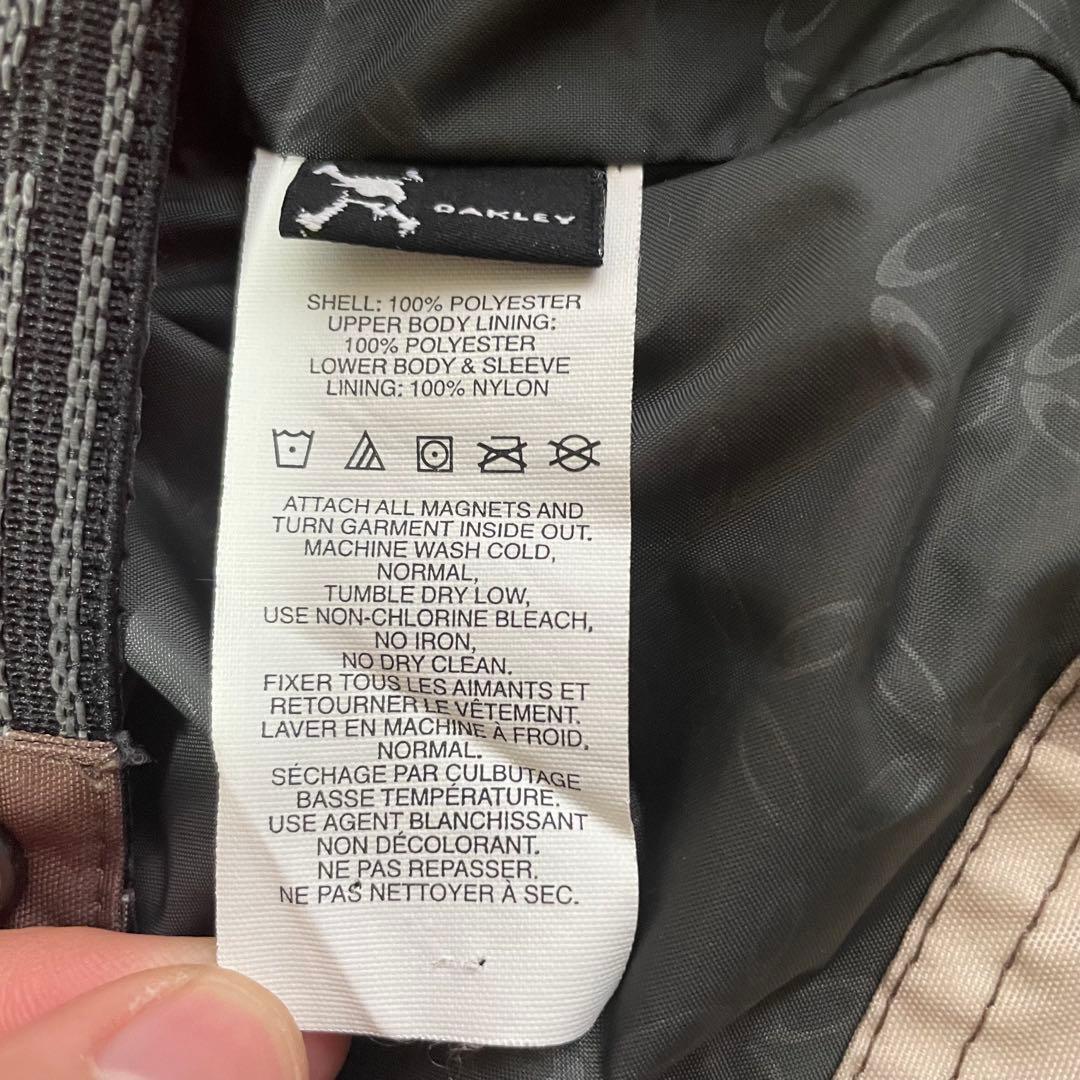 OAKLEY
SHELL: 100% POLYESTER
UPPER BODY LINING:
100% POLYESTER
LOWER BODY & SLEEVE
LINING: 100% NYLON
ATTACH ALL MAGNETS AND
TURN GARMENT INSIDE OUT.
MACHINE WASH COLD,
NORMAL,
TUMBLE DRY LOW,
USE NON-CHLORINE BLEACH,
NO IRON,
NO DRY CLEAN.
FIXER TOUS LES AIMANTS ET
RETOURNER LE VÊTEMENT.
LAVER EN MACHINE À FROID,
NORMAL.
SÉCHAGE PAR CULBUTAGE
BASSE TEMPÉRATURE.
USE AGENT BLANCHISSANT
NON DÉCOLORANT.
NE PAS REPASSER.
NE PAS NETTOYER À SEC.